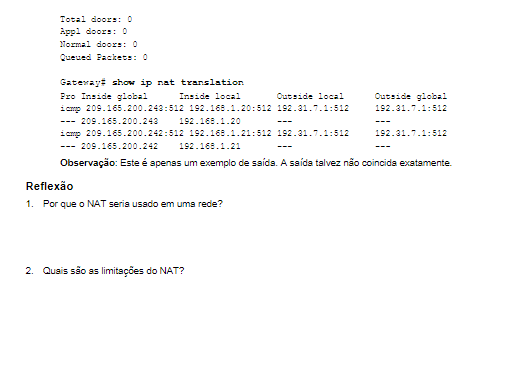 Total doors: 0
Appl doors: 0
Normal doors: 0
Queued Packets: 0
Gateway# show ip nat translation
Pro Inside global Inside local Outside local Outside global
icmp 209.165.200.243:512 192.168.1.20:512 192.31.7.1:512 192.31.7.1:512
--- 209.165.200.243 192.168.1.20 --- ---
icmp 209.165.200.242:512 192.168.1.21:512 192.31.7.1:512 192.31.7.1:512
--- 209.165.200.242 192.168.1.21 --- ---
Observação: Este é apenas um exemplo de saída. A saída talvez não coincida exatamente.
Reflexão
1. Por que o NAT seria usado em uma rede?
2. Quais são as limitações do NAT?